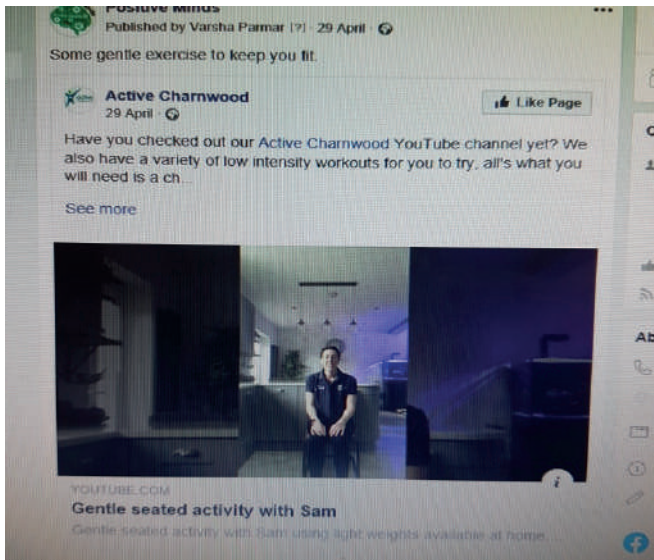 Positive Minds
Published by Varsha Parmar [?] · 29 April ·
Some gentle exercise to keep you fit.
Active Charnwood
Like Page
29 April ·
Have you checked out our Active Charnwood YouTube channel yet? We
also have a variety of low intensity workouts for you to try, all's what you
will need is a ch...
See more
YOUTUBE.COM
Gentle seated activity with Sam
Gentle seated activity with Sam using light weights available at home. ...
Ab